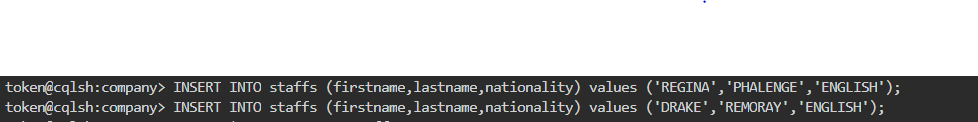 token@cqlsh:company> INSERT INTO staffs (firstname,lastname,nationality) values ('REGINA','PHALENGE','ENGLISH');
token@cqlsh:company> INSERT INTO staffs (firstname,lastname,nationality) values ('DRAKE','REMORAY','ENGLISH');